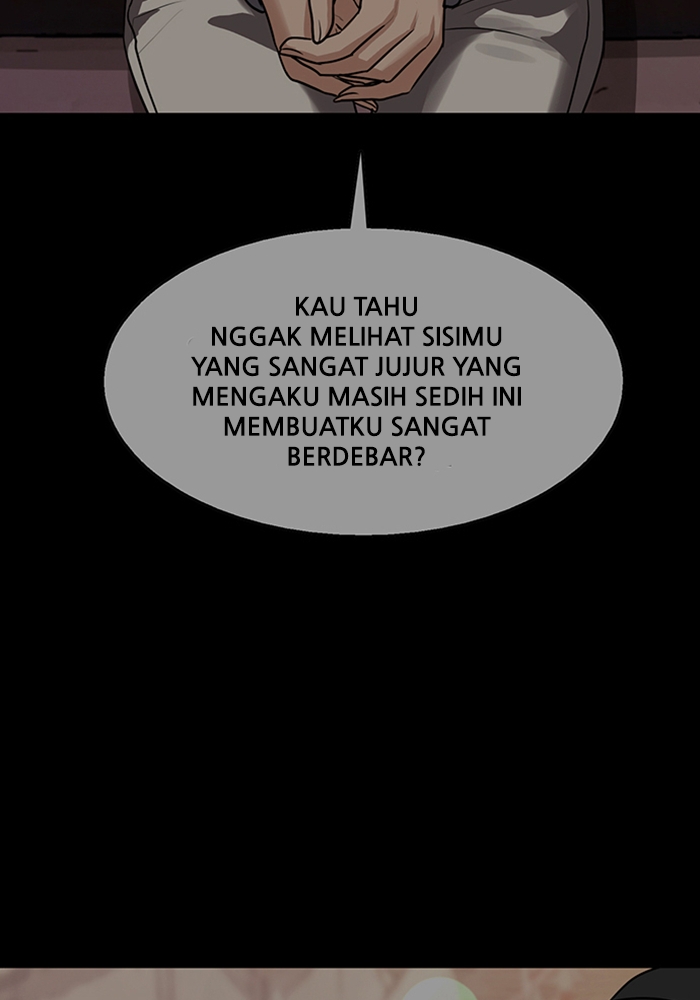 KAU TAHU
NGGAK MELIHAT SISIMU
YANG SANGAT JUJUR YANG
MENGAKU MASIH SEDIH INI
MEMBUATKU SANGAT
BERDEBAR?